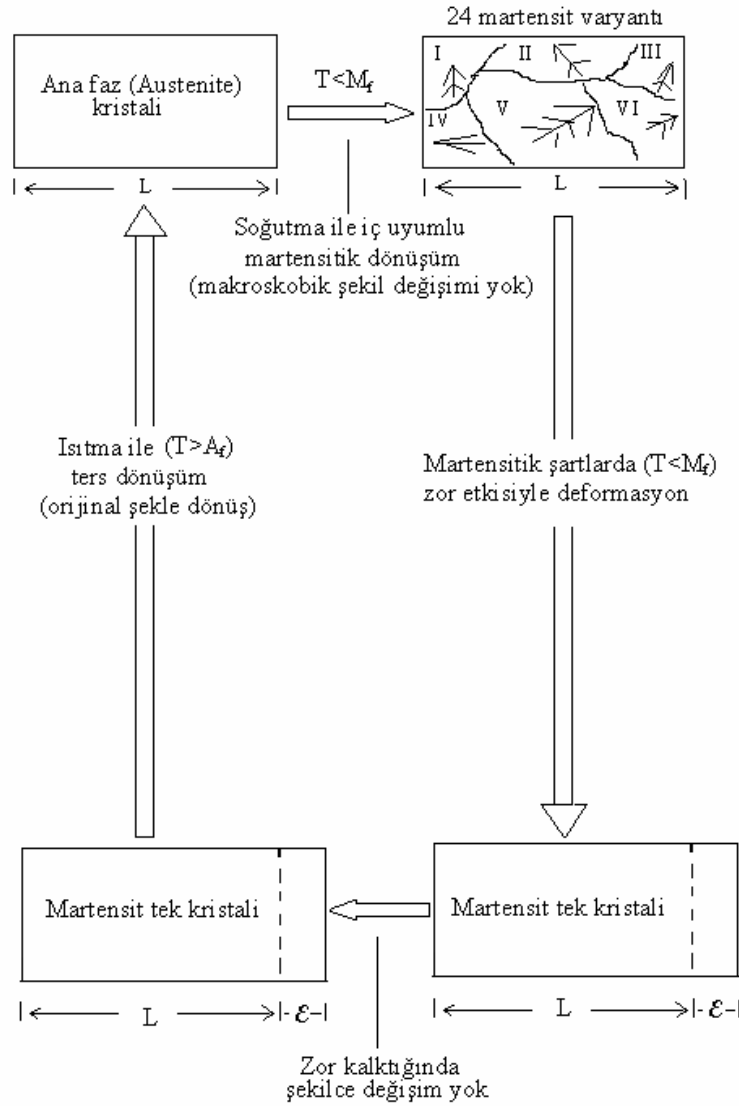 24 martensit varyantı
Ana faz (Austenite)
kristali
T<Mf
I II III
IV V VI
L
L
Soğutma ile iç uyumlu
martensitik dönüşüm
(makroskobik şekil değişimi yok)
Isıtma ile (T>Af)
ters dönüşüm
(orijinal şekle dönüş)
Martensitik şartlarda (T<Mf)
zor etkisiyle deformasyon
Martensit tek kristali
Martensit tek kristali
L ε
L ε
Zor kalktığında
şekilce değişim yok